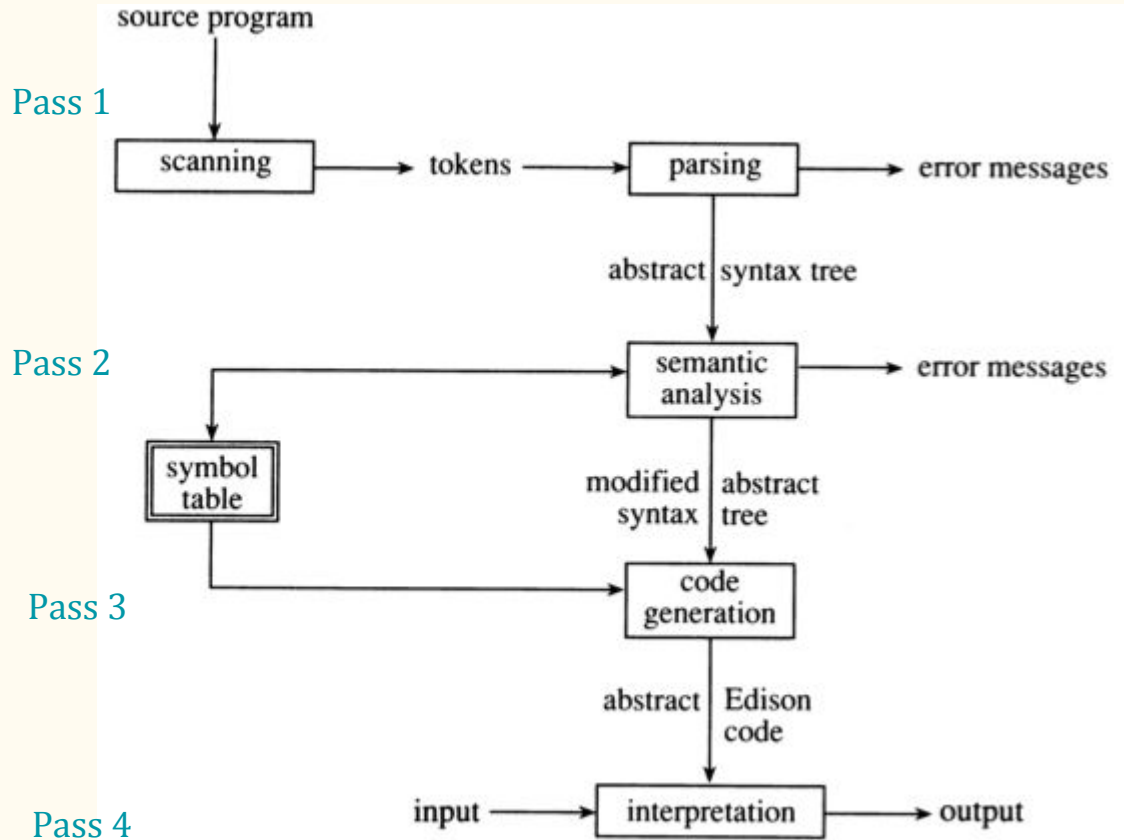 source program
Pass 1
scanning
tokens
parsing
error messages
abstract syntax tree
Pass 2
semantic
analysis
error messages
symbol
table
modified abstract
syntax tree
Pass 3
code
generation
abstract Edison
code
Pass 4
input
interpretation
output